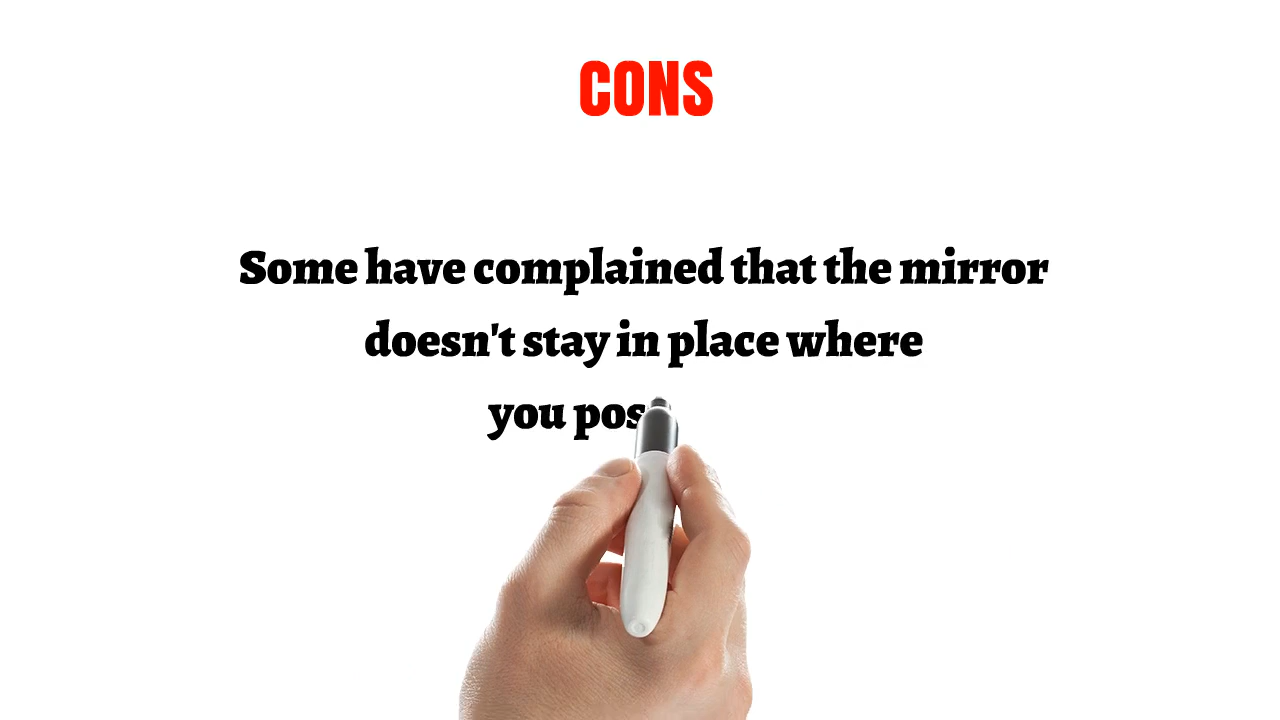 CONS
Some have complained that the mirror
doesn't stay in place where
you pos